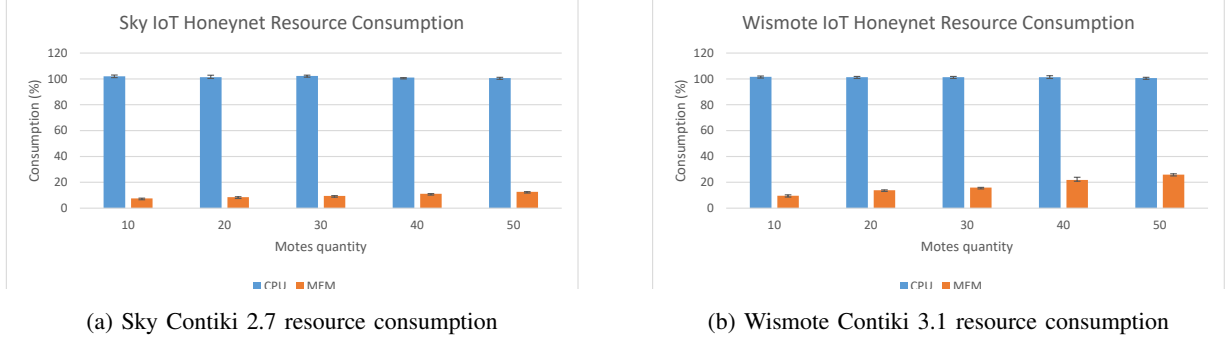 Sky IoT Honeynet Resource Consumption
Consumption (%)
120
100
80
60
40
20
0
10 20 30 40 50
Motes quantity
CPU MEM
(a) Sky Contiki 2.7 resource consumption
Wismote IoT Honeynet Resource Consumption
Consumption (%)
120
100
80
60
40
20
0
10 20 30 40 50
Motes quantity
CPU MEM
(b) Wismote Contiki 3.1 resource consumption